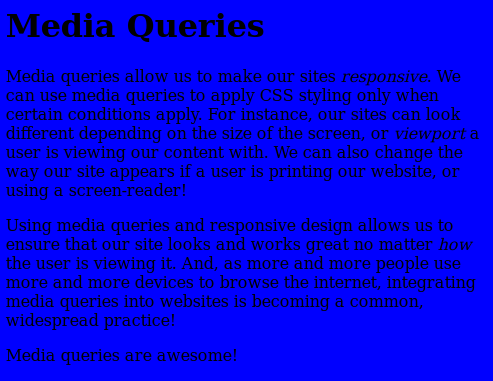 Media Queries
Media queries allow us to make our sites responsive. We
can use media queries to apply CSS styling only when
certain conditions apply. For instance, our sites can look
different depending on the size of the screen, or viewport a
user is viewing our content with. We can also change the
way our site appears if a user is printing our website, or
using a screen-reader!
Using media queries and responsive design allows us to
ensure that our site looks and works great no matter how
the user is viewing it. And, as more and more people use
more and more devices to browse the internet, integrating
media queries into websites is becoming a common,
widespread practice!
Media queries are awesome!